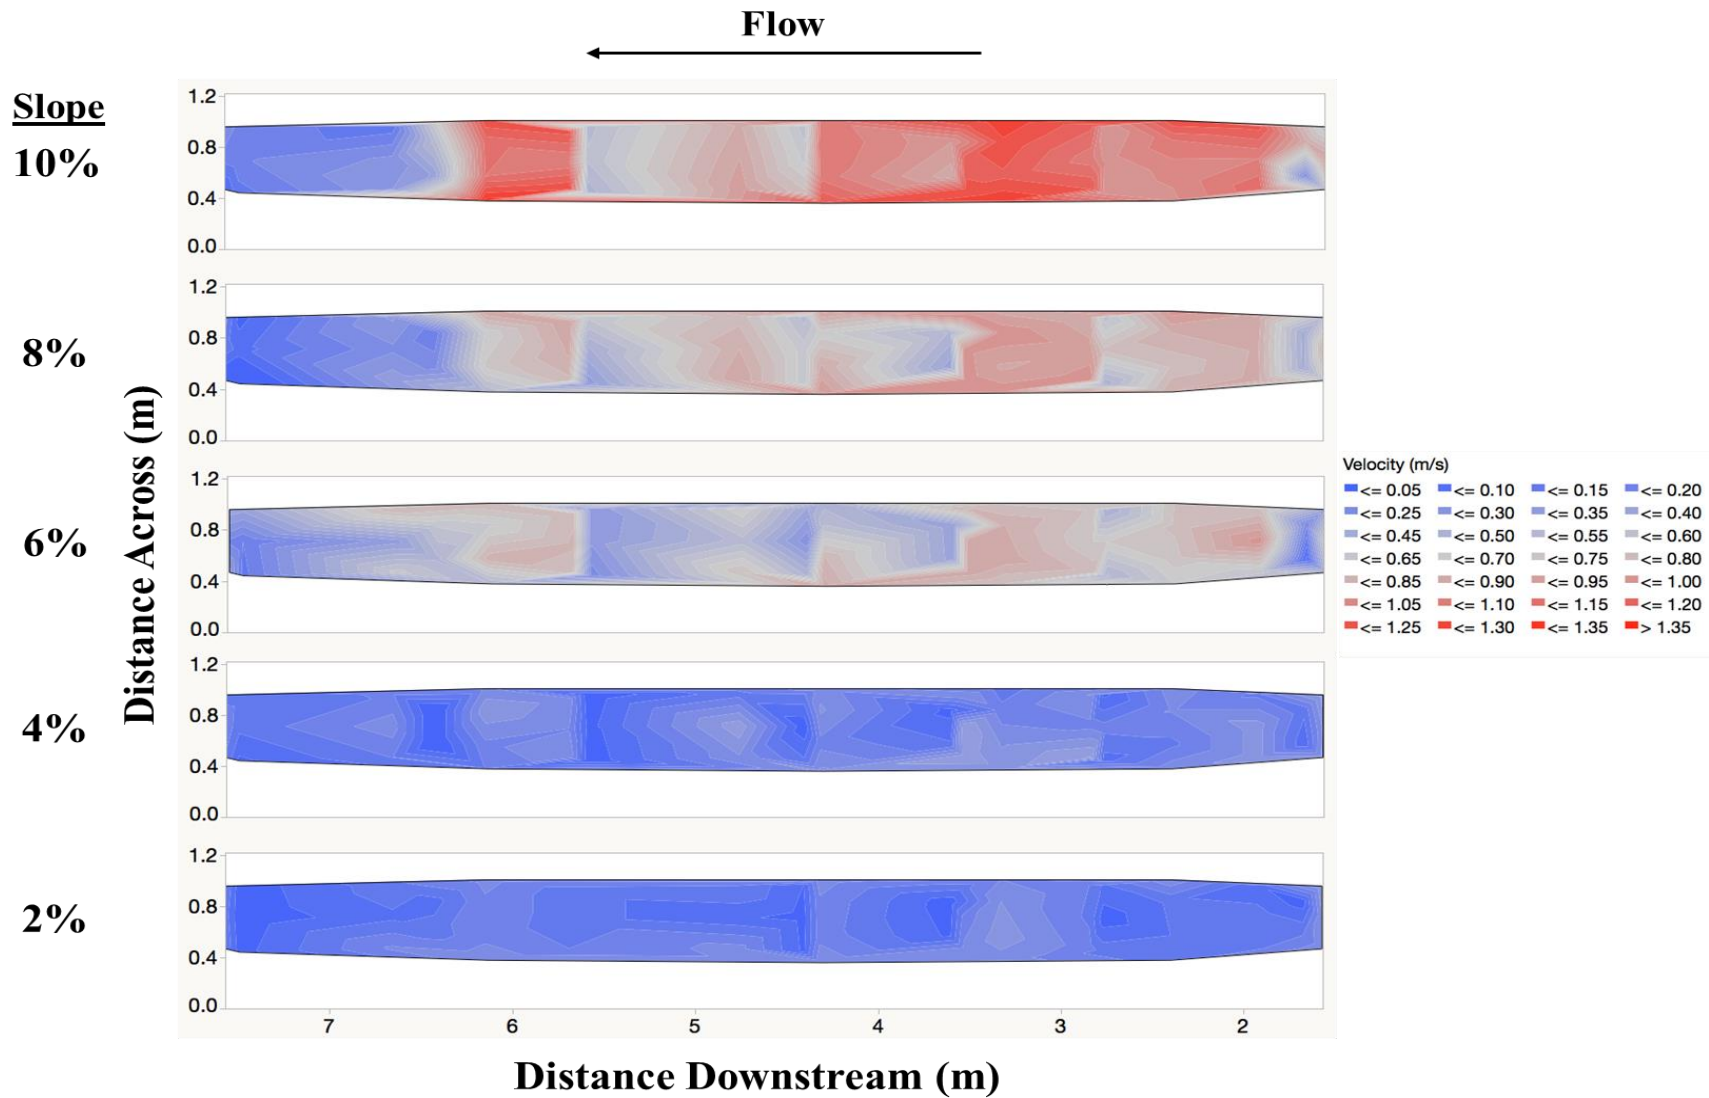 Flow
Slope
10%
1.2
0.8
0.4
0.0
8%
1.2
0.8
0.4
0.0
6%
1.2
0.8
0.4
0.0
4%
1.2
0.8
0.4
0.0
2%
1.2
0.8
0.4
0.0
Distance Across (m)
7 6 5 4 3 2
Distance Downstream (m)
Velocity (m/s)
<= 0.05 <= 0.10 <= 0.15 <= 0.20
<= 0.25 <= 0.30 <= 0.35 <= 0.40
<= 0.45 <= 0.50 <= 0.55 <= 0.60
<= 0.65 <= 0.70 <= 0.75 <= 0.80
<= 0.85 <= 0.90 <= 0.95 <= 1.00
<= 1.05 <= 1.10 <= 1.15 <= 1.20
<= 1.25 <= 1.30 <= 1.35 > 1.35